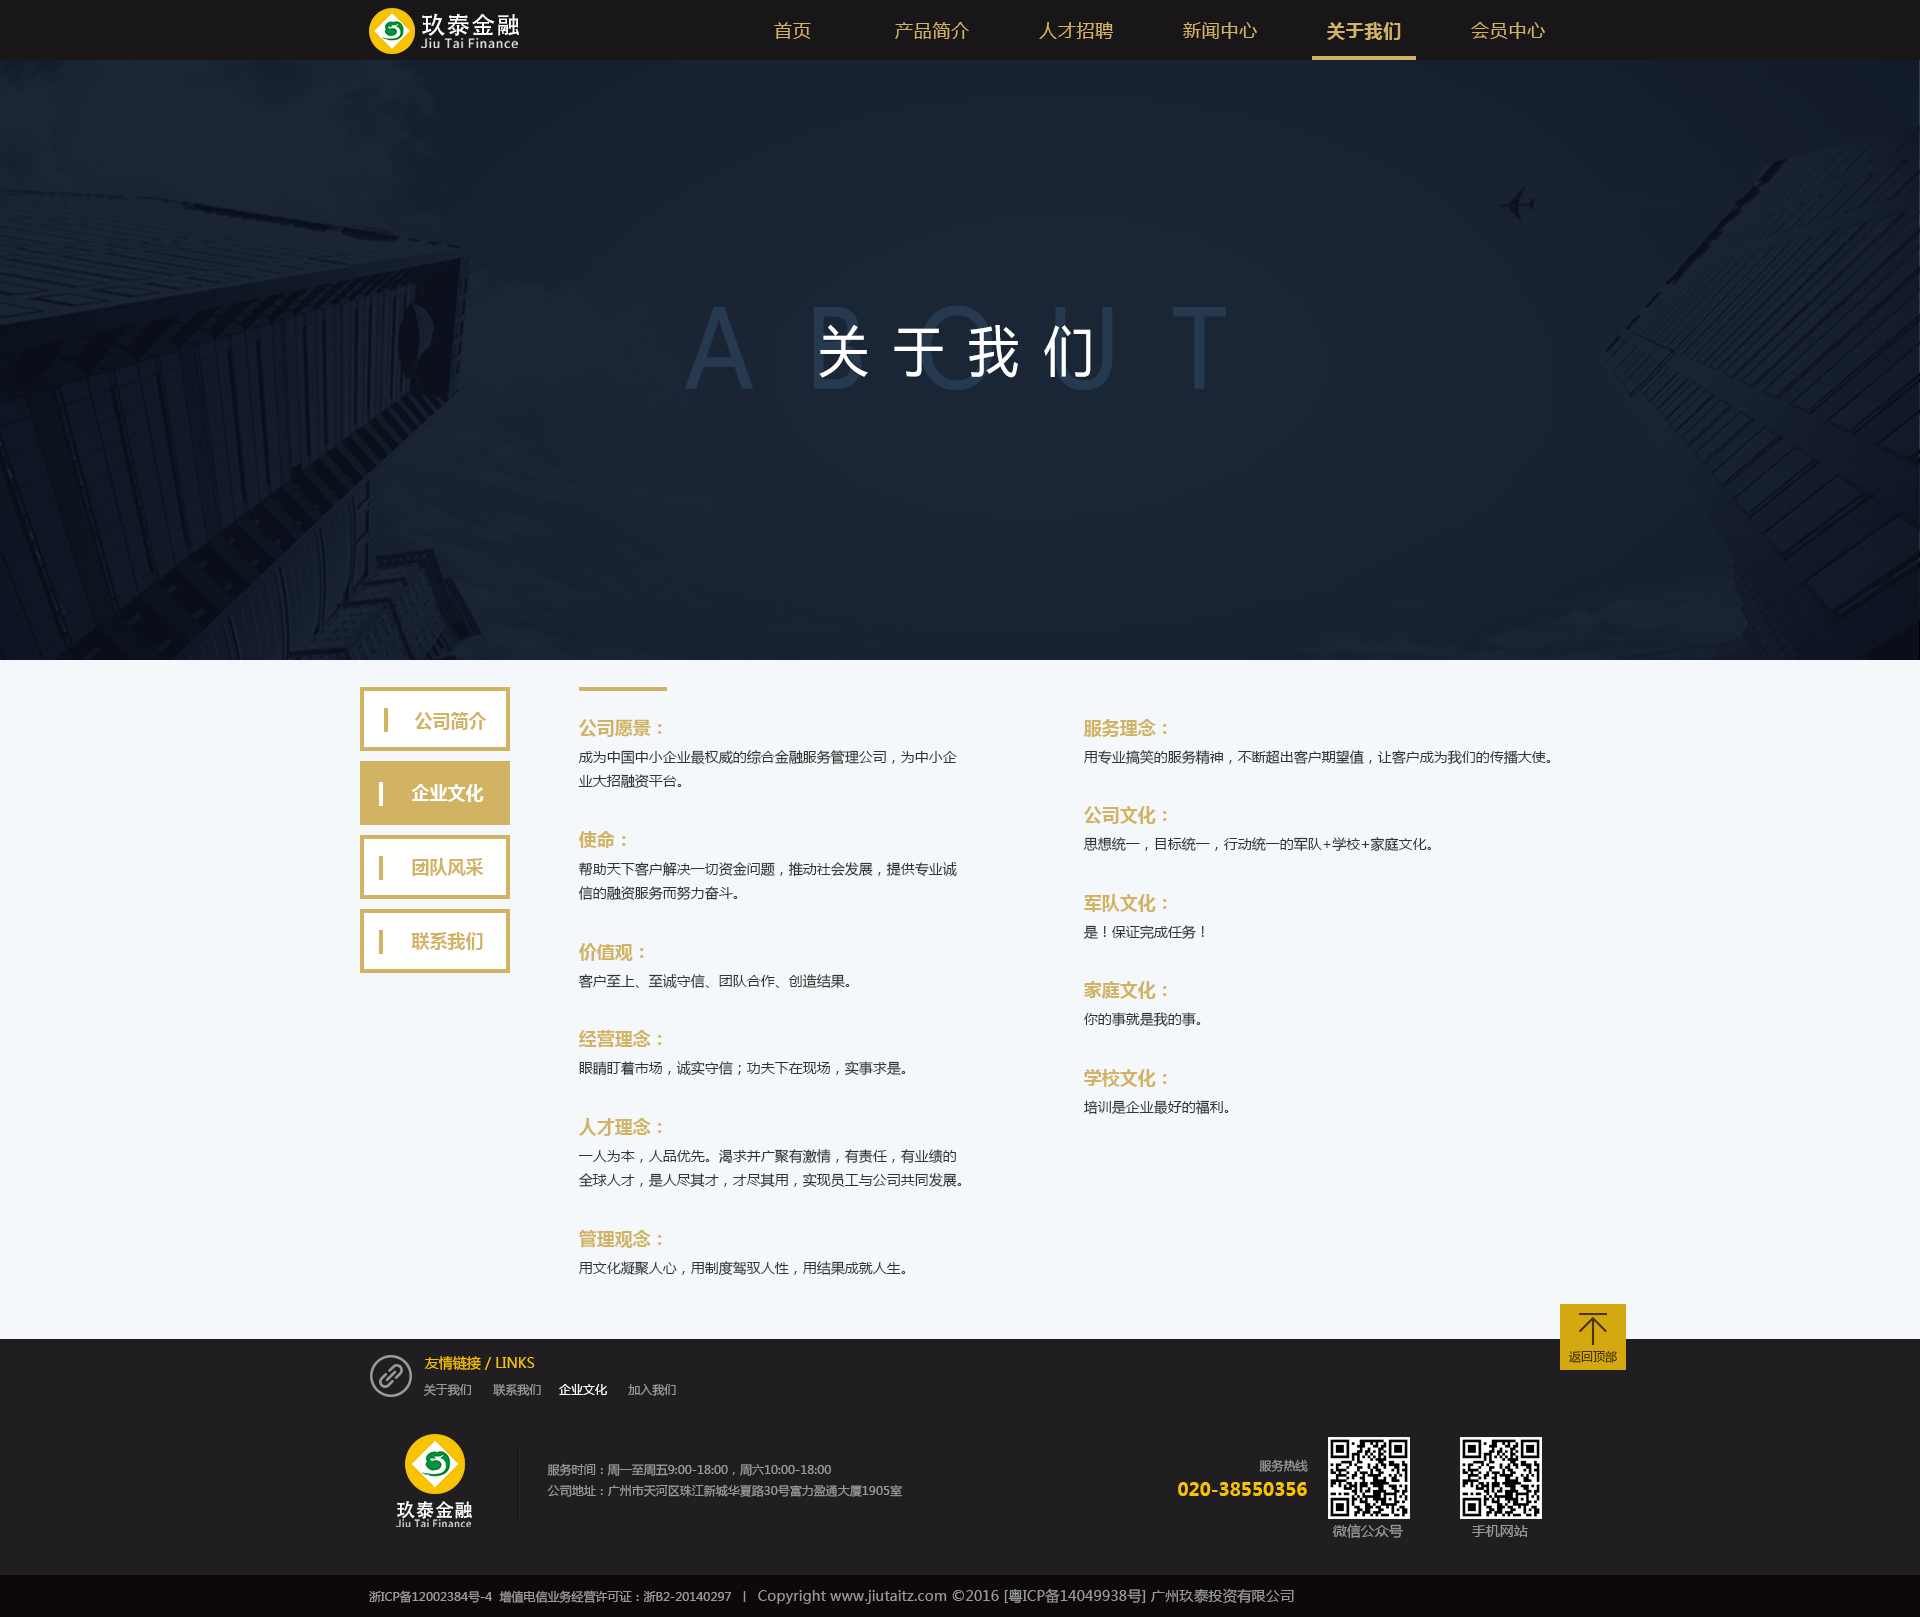 玖泰金融
Jiu Tai Finance
首页
产品简介
人才招聘
新闻中心
关于我们
会员中心
ABOUT
关于我们
公司简介
企业文化
团队风采
联系我们
公司愿景：
成为中国中小企业最权威的综合金融服务管理公司，为中小企
业大招融资平台。
使命：
帮助天下客户解决一切资金问题，推动社会发展，提供专业诚
信的融资服务而努力奋斗。
价值观：
客户至上、至诚守信、团队合作、创造结果。
经营理念：
眼睛盯着市场，诚实守信；功夫下在现场，实事求是。
人才理念：
一人为本，人品优先。渴求并广聚有激情，有责任，有业绩的
全球人才，是人尽其才，才尽其用，实现员工与公司共同发展。
管理观念：
用文化凝聚人心，用制度驾驭人性，用结果成就人生。
服务理念：
用专业搞笑的服务精神，不断超出客户期望值，让客户成为我们的传播大使。
公司文化：
思想统一，目标统一，行动统一的军队+学校+家庭文化。
军队文化：
是！保证完成任务！
家庭文化：
你的事就是我的事。
学校文化：
培训是企业最好的福利。
返回顶部
友情链接 / LINKS
关于我们
联系我们
企业文化
加入我们
玖泰金融
Jiu Tai Finance
服务时间：周一至周五9:00-18:00，周六10:00-18:00
公司地址：广州市天河区珠江新城华夏路30号富力盈通大厦1905室
服务热线
020-38550356
微信公众号
手机网站
浙ICP备12002384号-4 增值电信业务经营许可证：浙B2-20140297 | Copyright www.jiutaitz.com ©2016 [粤ICP备14049938号] 广州玖泰投资有限公司